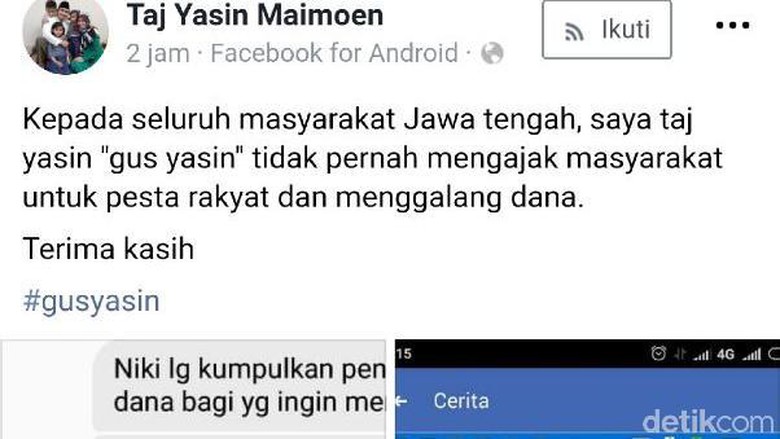 Taj Yasin Maimoen
Ikuti
2 jam · Facebook for Android ·
Kepada seluruh masyarakat Jawa tengah, saya taj
yasin "gus yasin" tidak pernah mengajak masyarakat
untuk pesta rakyat dan menggalang dana.
Terima kasih
#gusyasin
Niki lg kumpulkan pen
dana bagi yg ingin me
15
4G
Cerita
detikcom